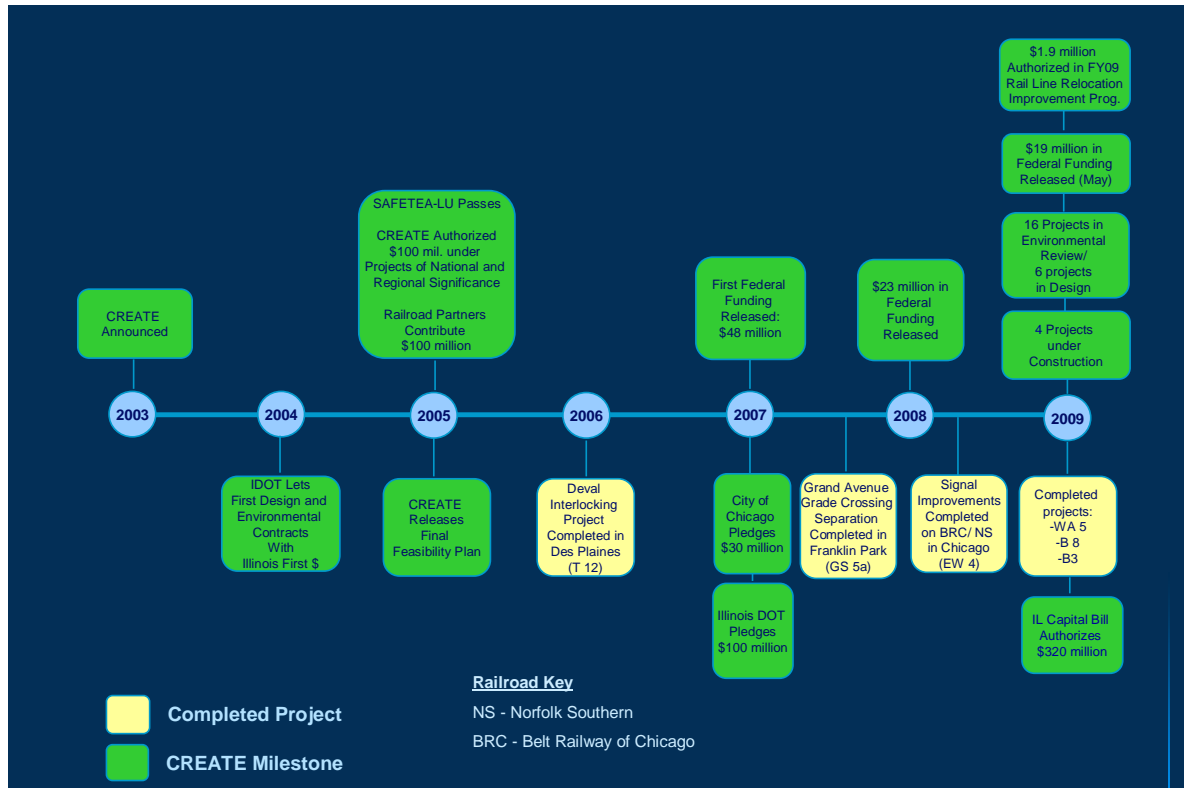 $1.9 million
Authorized in FY09
Rail Line Relocation
Improvement Prog.
$19 million in
Federal Funding
Released (May)
16 Projects in
Environmental
Review/
6 projects
in Design
4 Projects
under
Construction
SAFETEA-LU Passes
CREATE Authorized
$100 mil. under
Projects of National and
Regional Significance
Railroad Partners
Contribute
$100 million
First Federal
Funding
Released:
$48 million
$23 million in
Federal
Funding
Released
CREATE
Announced
2003
2004
2005
2006
2007
2008
2009
IDOT Lets
First Design and
Environmental
Contracts
With
Illinois First $
CREATE
Releases
Final
Feasibility Plan
Deval
Interlocking
Project
Completed in
Des Plaines
(T 12)
City of
Chicago
Pledges
$30 million
Illinois DOT
Pledges
$100 million
Grand Avenue
Grade Crossing
Separation
Completed in
Franklin Park
(GS 5a)
Signal
Improvements
Completed
on BRC/ NS
in Chicago
(EW 4)
Completed
projects:
-WA 5
-B 8
-B3
IL Capital Bill
Authorizes
$320 million
Railroad Key
NS - Norfolk Southern
BRC - Belt Railway of Chicago
Completed Project
CREATE Milestone